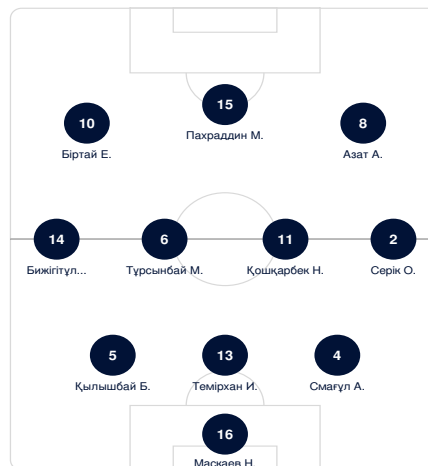 15
10
8
Пахраддин М.
Біртай Е.
Азат А.
14
6
11
2
Бижігітұл...
Тұрсынбай М.
Қошқарбек Н.
Серік О.
5
13
4
Қылышбай Б.
Темірхан И.
Смағұл А.
16
Маскаев Н.